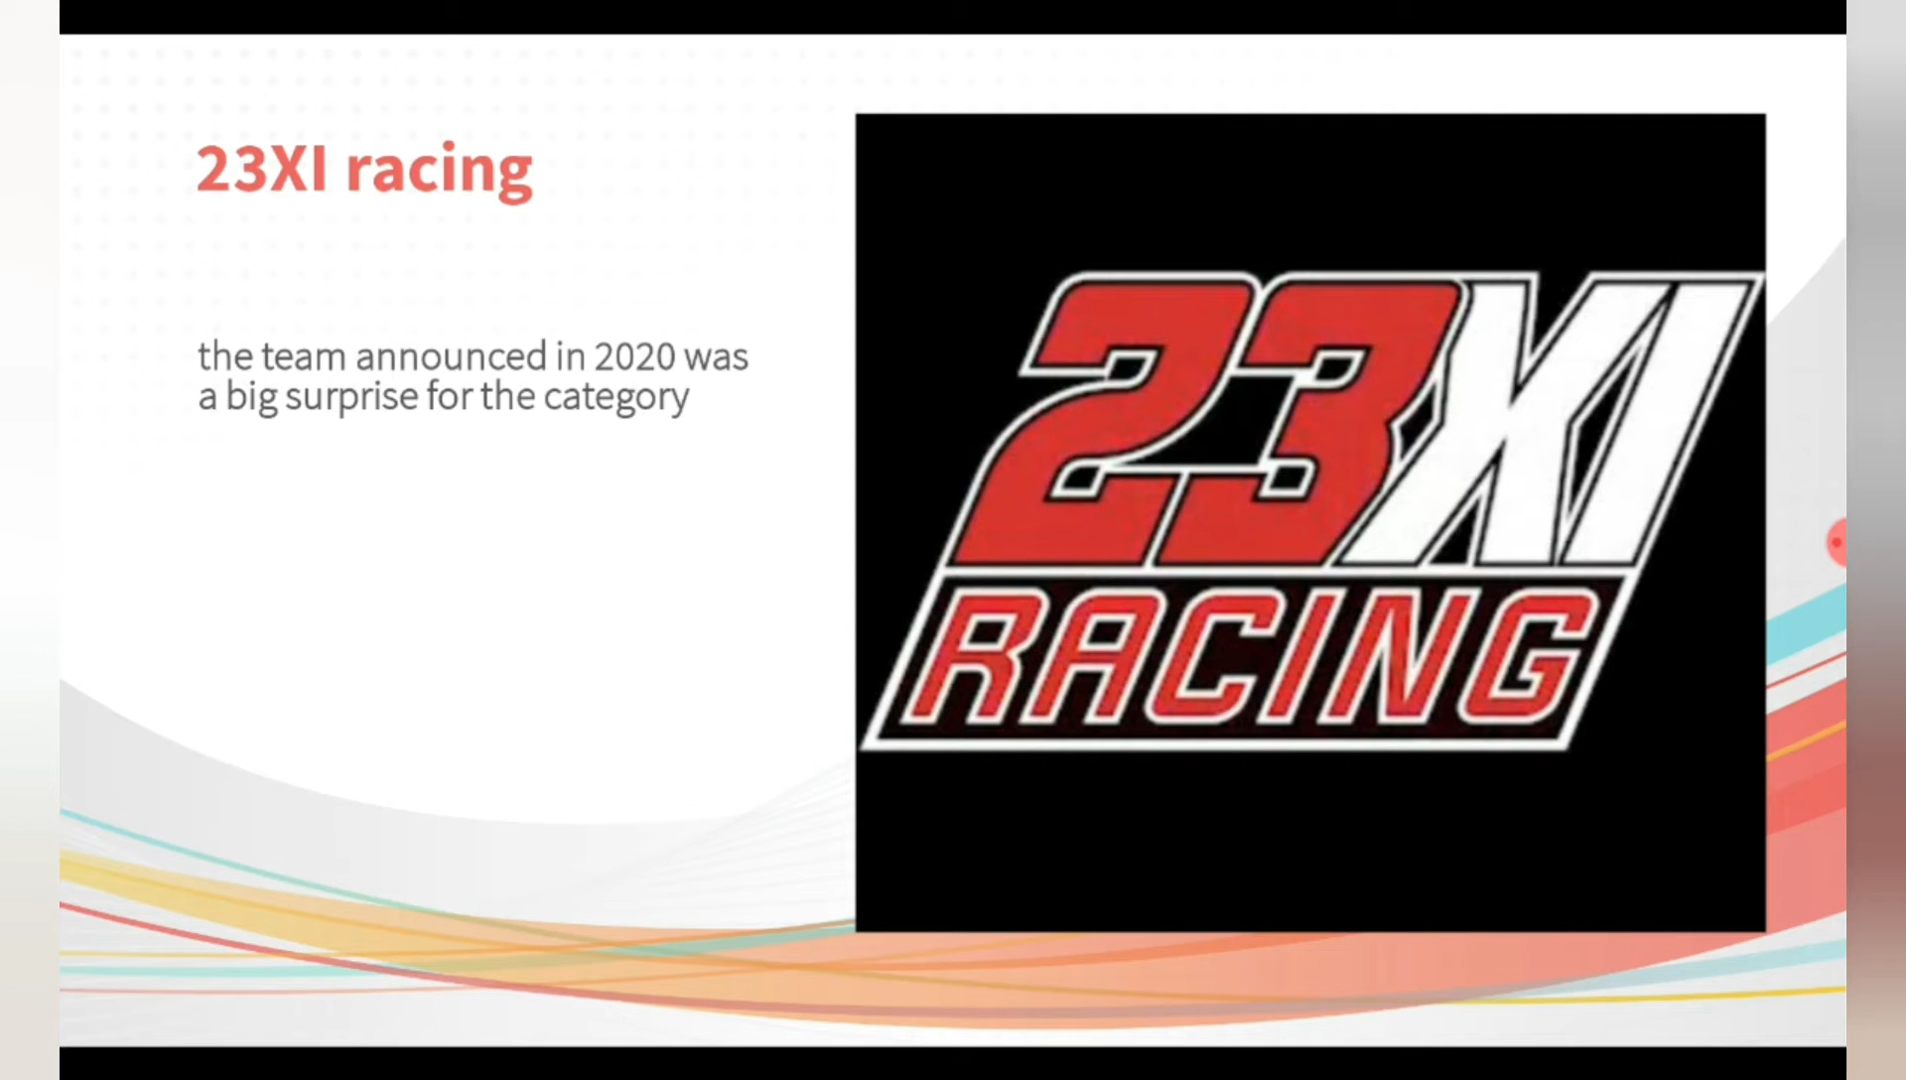 23XI racing
the team announced in 2020 was
a big surprise for the category
23XI
RACING